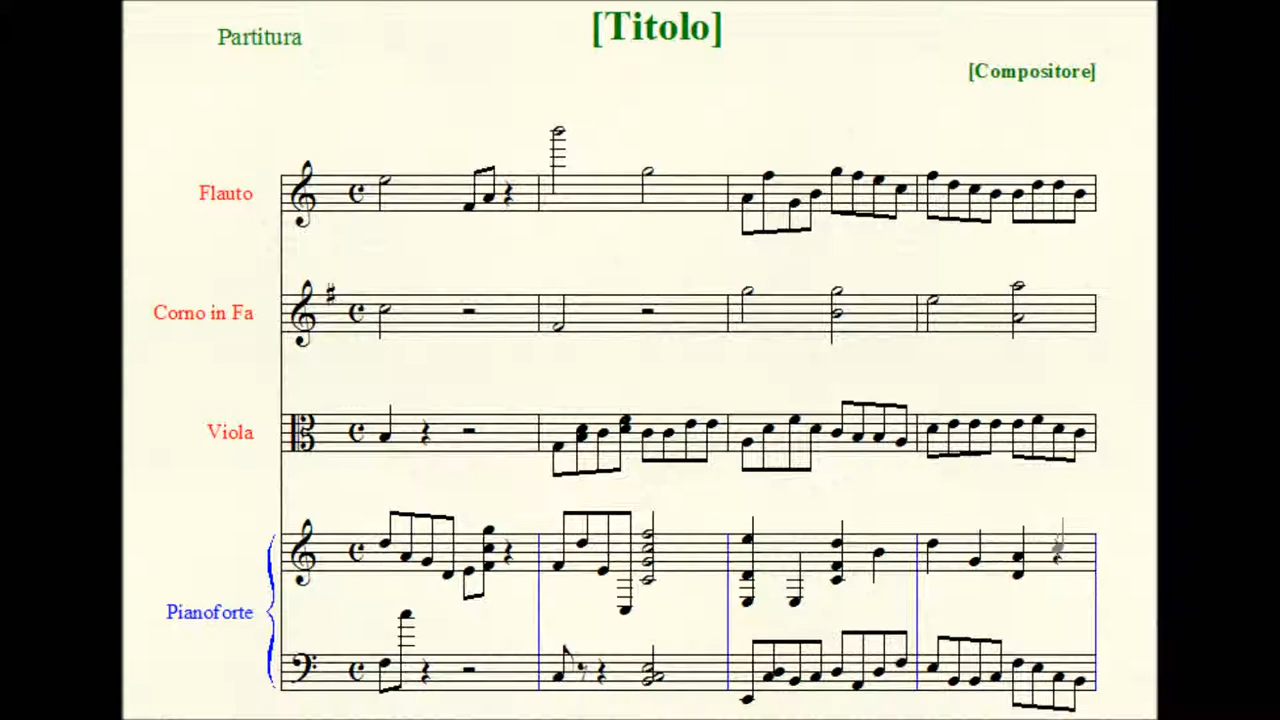 Partitura
[Titolo]
[Compositore]
Flauto
Corno in Fa
Viola
Pianoforte